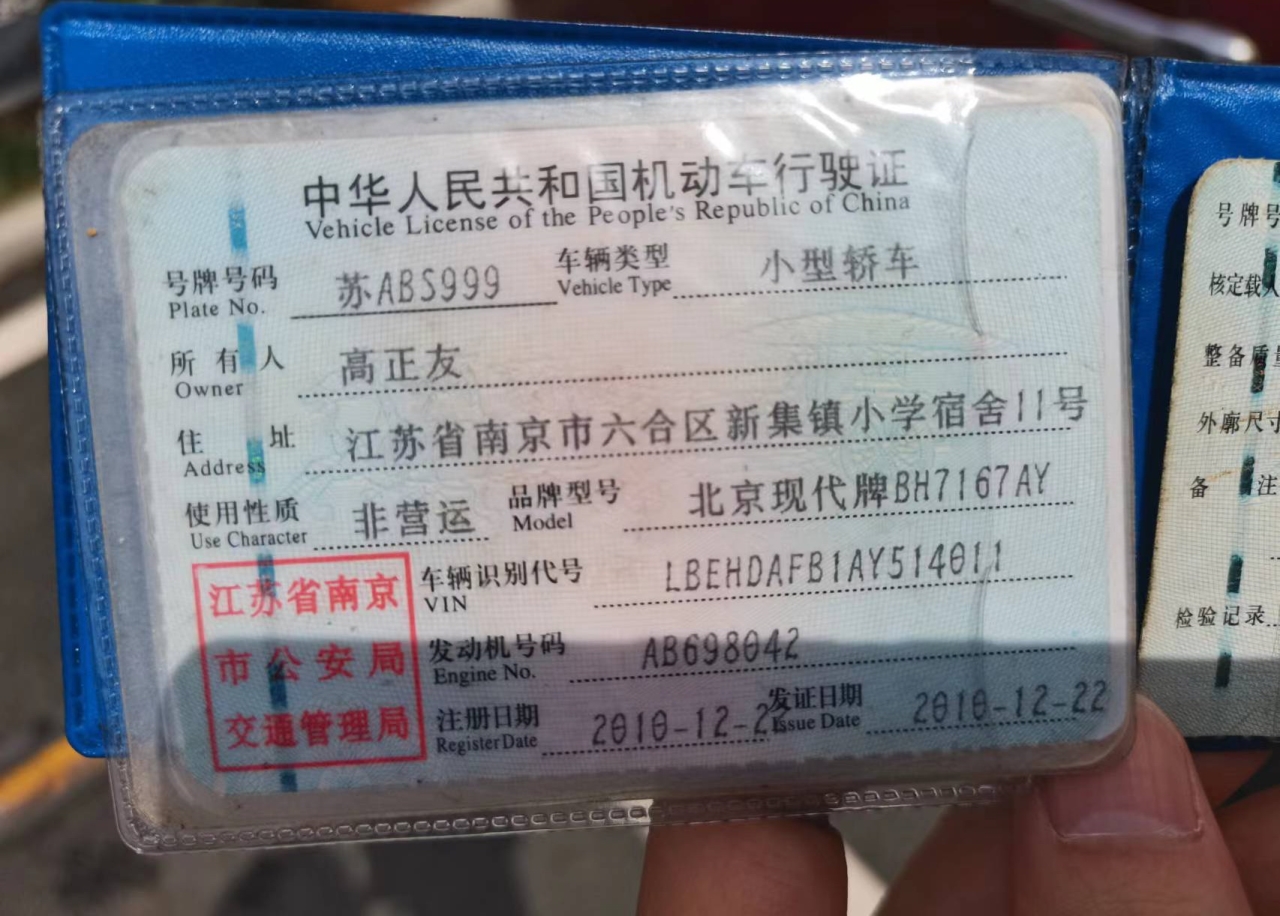 中华人民共和国机动车行驶证
Vehicle License of the People's Republic of China
号牌号码 苏ABS999 车辆类型 小型轿车
Plate No. Vehicle Type
所有人 高正友
Owner
住址 江苏省南京市六合区新集镇小学宿舍11号
Address
使用性质 非营运 品牌型号 北京现代牌BH7167AY
Use Character Model
江苏省南京
市公安局
交通管理局
车辆识别代号 LBEHDAFB1AY514011
VIN
发动机号码 AB698042
Engine No.
注册日期 2010-12-22 发证日期 2010-12-22
Register Date Issue Date
号牌号
核定载人
整备质量
外廓尺寸
备注
检验记录